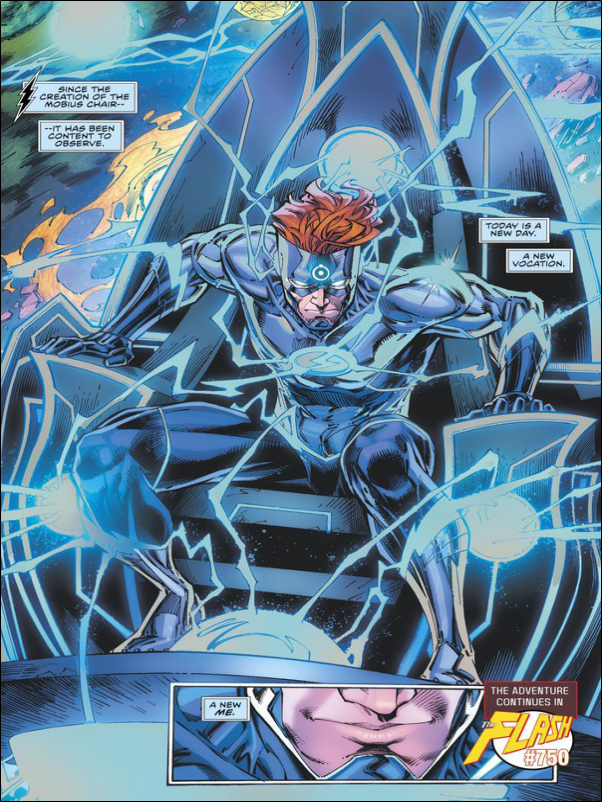 SINCE THE
CREATION OF THE
MOBIUS CHAIR--
--IT HAS BEEN
CONTENT TO
OBSERVE.
TODAY IS A
NEW DAY.
A NEW
VOCATION.
A NEW
ME.
THE ADVENTURE
CONTINUES IN
The
FLASH
#750